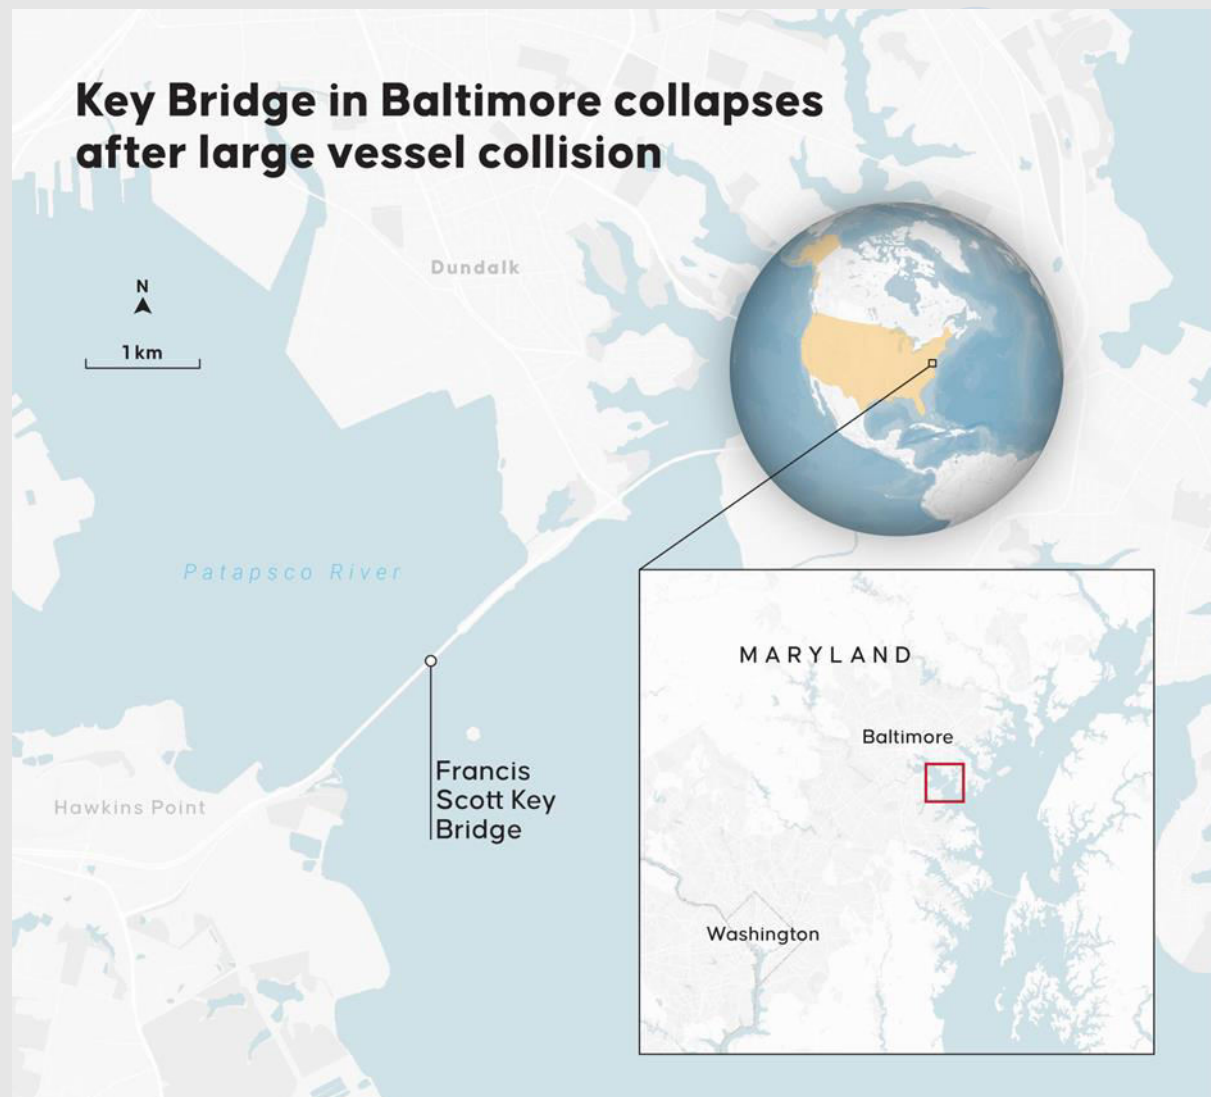 Key Bridge in Baltimore collapses
after large vessel collision
Dundalk
N
1 km
Patapsco River
MARYLAND
Baltimore
Francis
Scott Key
Bridge
Hawkins Point
Washington